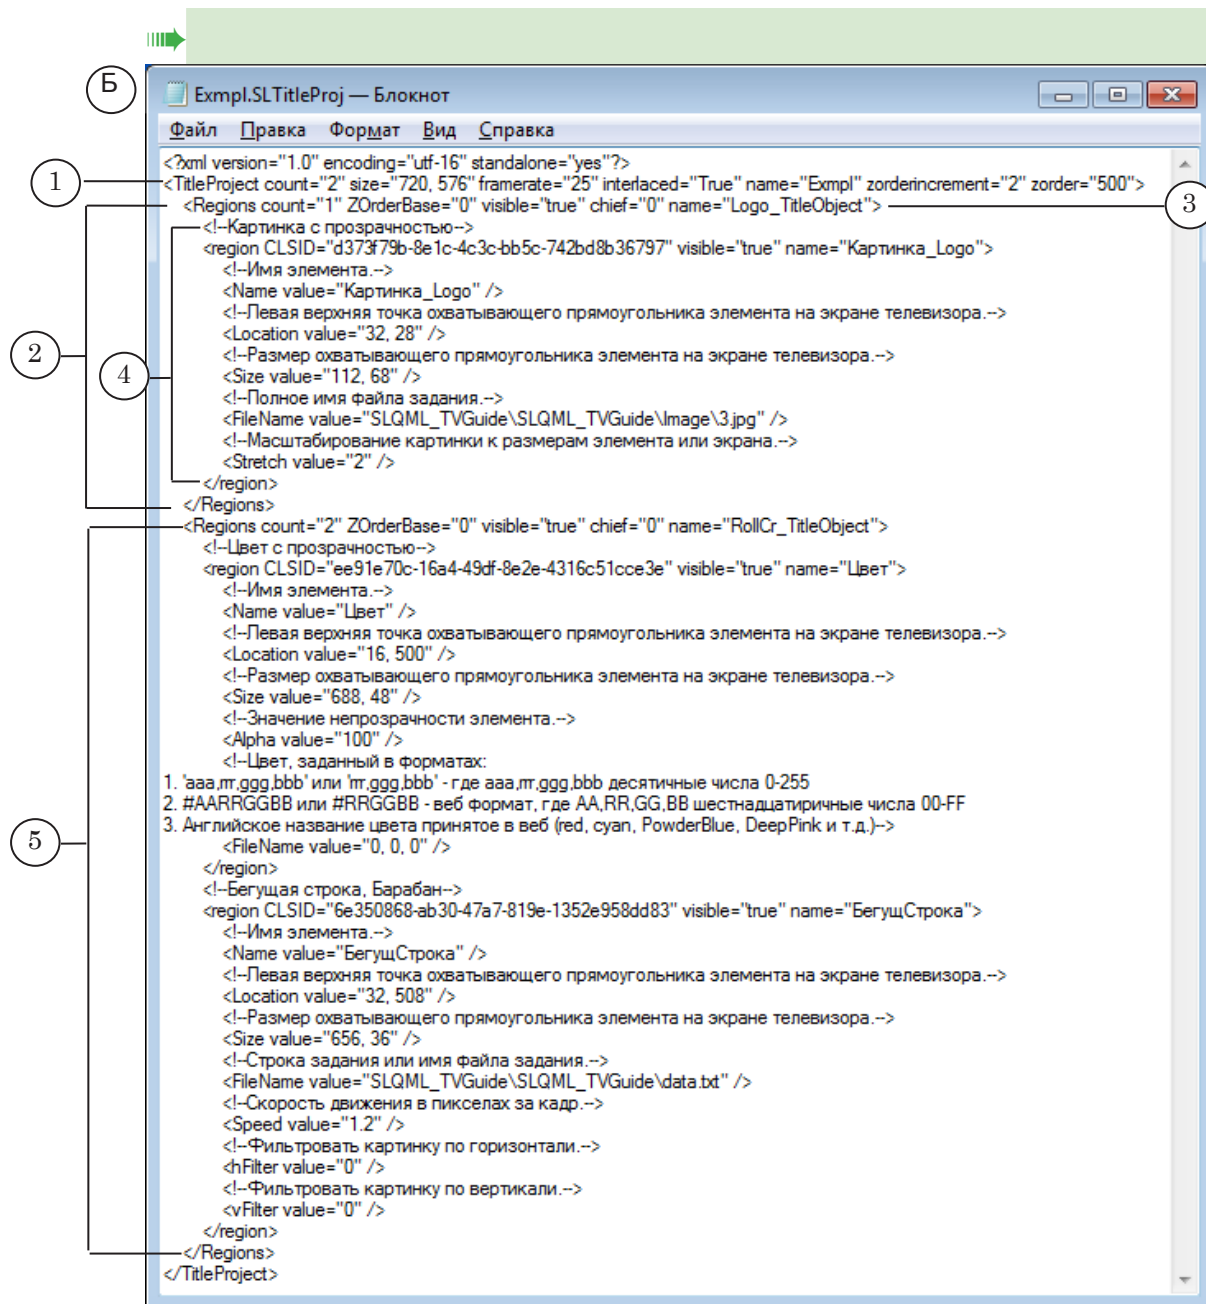 Б
Exmpl.SLTitleProj — Блокнот
Файл Правка Формат Вид Справка
<?xml version="1.0" encoding="utf-16" standalone="yes"?>
1
<TitleProject count="2" size="720, 576" framerate="25" interlaced="True" name="Exmpl" zorderincrement="2" zorder="500">
<Regions count="1" ZOrderBase="0" visible="true" chief="0" name="Logo_TitleObject">
3
<!--Картинка с прозрачностью-->
<region CLSID="d373f79b-8e1c-4c3c-bb5c-742bd8b36797" visible="true" name="Картинка_Logo">
<!--Имя элемента.-->
<Name value="Картинка_Logo" />
<!--Левая верхняя точка охватывающего прямоугольника элемента на экране телевизора.-->
<Location value="32, 28" />
2
<!--Размер охватывающего прямоугольника элемента на экране телевизора.-->
4
<Size value="112, 68" />
<!--Полное имя файла задания.-->
<FileName value="SLQML_TVGuide\SLQML_TVGuide\Image\3.jpg" />
<!--Масштабирование картинки к размерам элемента или экрана.-->
<Stretch value="2" />
</region>
</Regions>
<Regions count="2" ZOrderBase="0" visible="true" chief="0" name="RollCr_TitleObject">
<!--Цвет с прозрачностью-->
<region CLSID="ee91e70c-16a4-49df-8e2e-4316c51cce3e" visible="true" name="Цвет">
<!--Имя элемента.-->
<Name value="Цвет" />
<!--Левая верхняя точка охватывающего прямоугольника элемента на экране телевизора.-->
<Location value="16, 500" />
<!--Размер охватывающего прямоугольника элемента на экране телевизора.-->
<Size value="688, 48" />
<!--Значение непрозрачности элемента.-->
<Alpha value="100" />
<!--Цвет, заданный в форматах:
1. 'aaa,rrr,ggg,bbb' или 'rrr,ggg,bbb' - где aaa,rrr,ggg,bbb десятичные числа 0-255
2. #AARRGGBB или #RRGGBB - веб формат, где AA,RR,GG,BB шестнадцатиричные числа 00-FF
3. Английское название цвета принятое в веб (red, cyan, PowderBlue, DeepPink и т.д.)-->
5
<FileName value="0, 0, 0" />
</region>
<!--Бегущая строка, Барабан-->
<region CLSID="6e350868-ab30-47a7-819e-1352e958dd83" visible="true" name="БегущСтрока">
<!--Имя элемента.-->
<Name value="БегущСтрока" />
<!--Левая верхняя точка охватывающего прямоугольника элемента на экране телевизора.-->
<Location value="32, 508" />
<!--Размер охватывающего прямоугольника элемента на экране телевизора.-->
<Size value="656, 36" />
<!--Строка задания или имя файла задания.-->
<FileName value="SLQML_TVGuide\SLQML_TVGuide\data.txt" />
<!--Скорость движения в пикселах за кадр.-->
<Speed value="1.2" />
<!--Фильтровать картинку по горизонтали.-->
<hFilter value="0" />
<!--Фильтровать картинку по вертикали.-->
<vFilter value="0" />
</region>
</Regions>
</TitleProject>